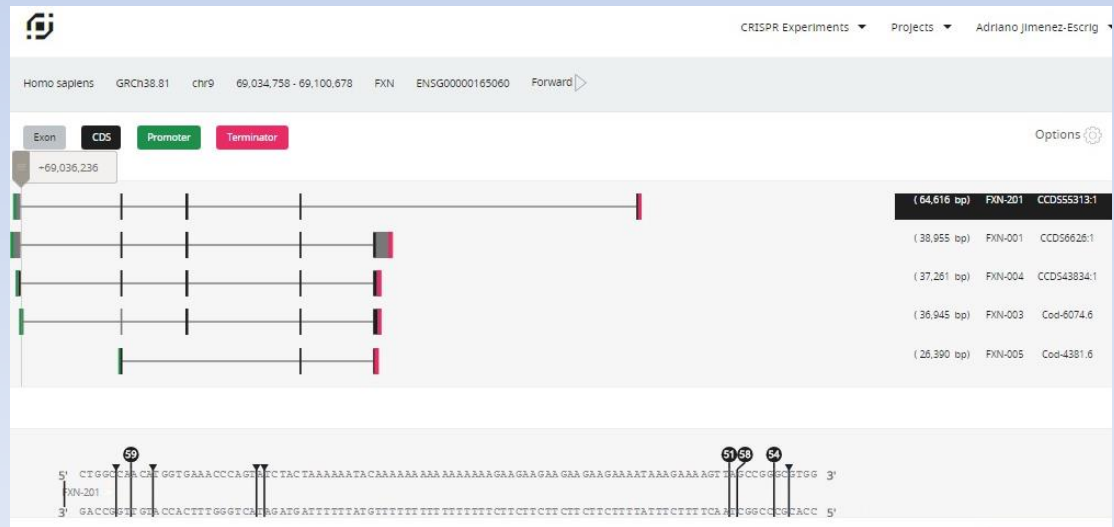 CRISPR Experiments Projects Adriano Jimenez-Escrig
Homo sapiens GRCh38.81 chr9 69,034,758 - 69,100,678 FXN ENSG00000165060 Forward
Exon CDS Promoter Terminator Options
~69,036,236
( 64,616 bp) FXN-201 CCDS55313.1
( 38,955 bp) FXN-001 CCDS6626.1
( 37,261 bp) FXN-004 CCDS43834.1
( 36,945 bp) FXN-003 Cod-6074.6
( 26,390 bp) FXN-005 Cod-4381.6
59 51 58 54
5' CTGGCCAACATGGTGAAACCCAGTATCTACTAAAAAATACAAAAAAAAAAAAAAAAGAAGAAGAAGAAGAAGAAAATAAAGAAAAGTTAGCCGGGCGTGG 3'
FXN-201
3' GACCGGTTGTACCACTTTGGGTCATAGATGATTTTTTATGTTTTTTTTTTTTTTTTCTTCTTCTTCTTCTTCTTTTATTTCTTTTCAATCGGCCCGCACC 5'